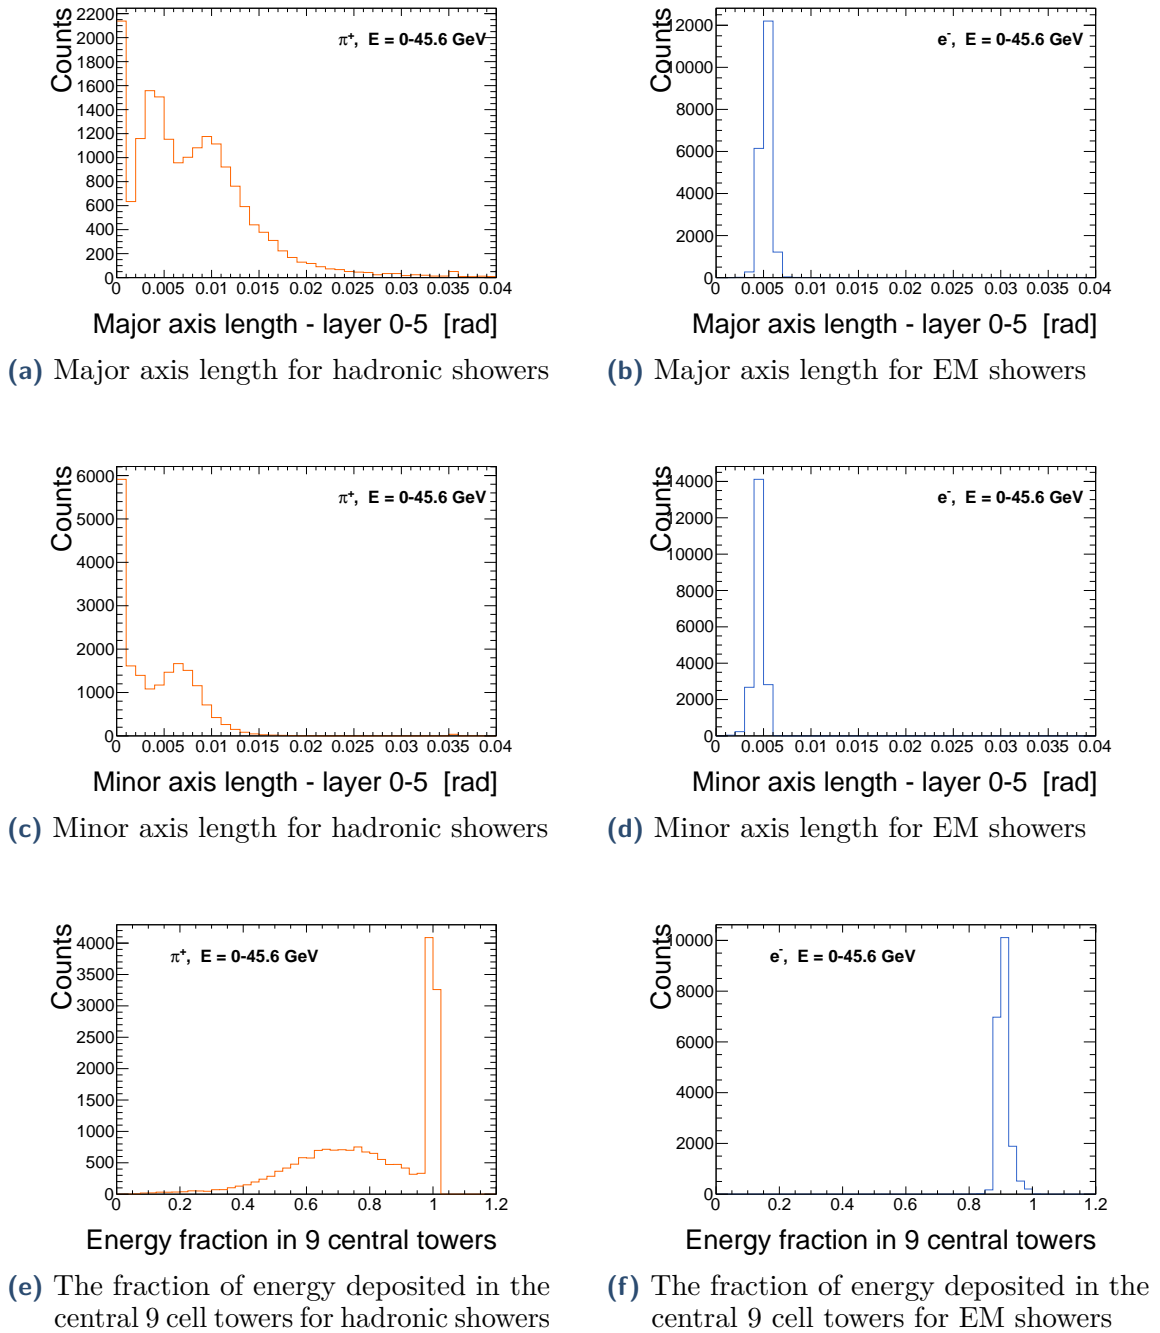 Counts
2200
2000
1800
1600
1400
1200
1000
800
600
400
200
0
π⁺, E = 0-45.6 GeV
0 0.005 0.01 0.015 0.02 0.025 0.03 0.035 0.04
Major axis length - layer 0-5 [rad]
(a) Major axis length for hadronic showers
Counts
12000
10000
8000
6000
4000
2000
0
e⁻, E = 0-45.6 GeV
0 0.005 0.01 0.015 0.02 0.025 0.03 0.035 0.04
Major axis length - layer 0-5 [rad]
(b) Major axis length for EM showers
Counts
6000
5000
4000
3000
2000
1000
0
π⁺, E = 0-45.6 GeV
0 0.005 0.01 0.015 0.02 0.025 0.03 0.035 0.04
Minor axis length - layer 0-5 [rad]
(c) Minor axis length for hadronic showers
Counts
14000
12000
10000
8000
6000
4000
2000
0
e⁻, E = 0-45.6 GeV
0 0.005 0.01 0.015 0.02 0.025 0.03 0.035 0.04
Minor axis length - layer 0-5 [rad]
(d) Minor axis length for EM showers
Counts
4000
3500
3000
2500
2000
1500
1000
500
0
π⁺, E = 0-45.6 GeV
0 0.2 0.4 0.6 0.8 1 1.2
Energy fraction in 9 central towers
(e) The fraction of energy deposited in the
central 9 cell towers for hadronic showers
Counts
10000
8000
6000
4000
2000
0
e⁻, E = 0-45.6 GeV
0 0.2 0.4 0.6 0.8 1 1.2
Energy fraction in 9 central towers
(f) The fraction of energy deposited in the
central 9 cell towers for EM showers